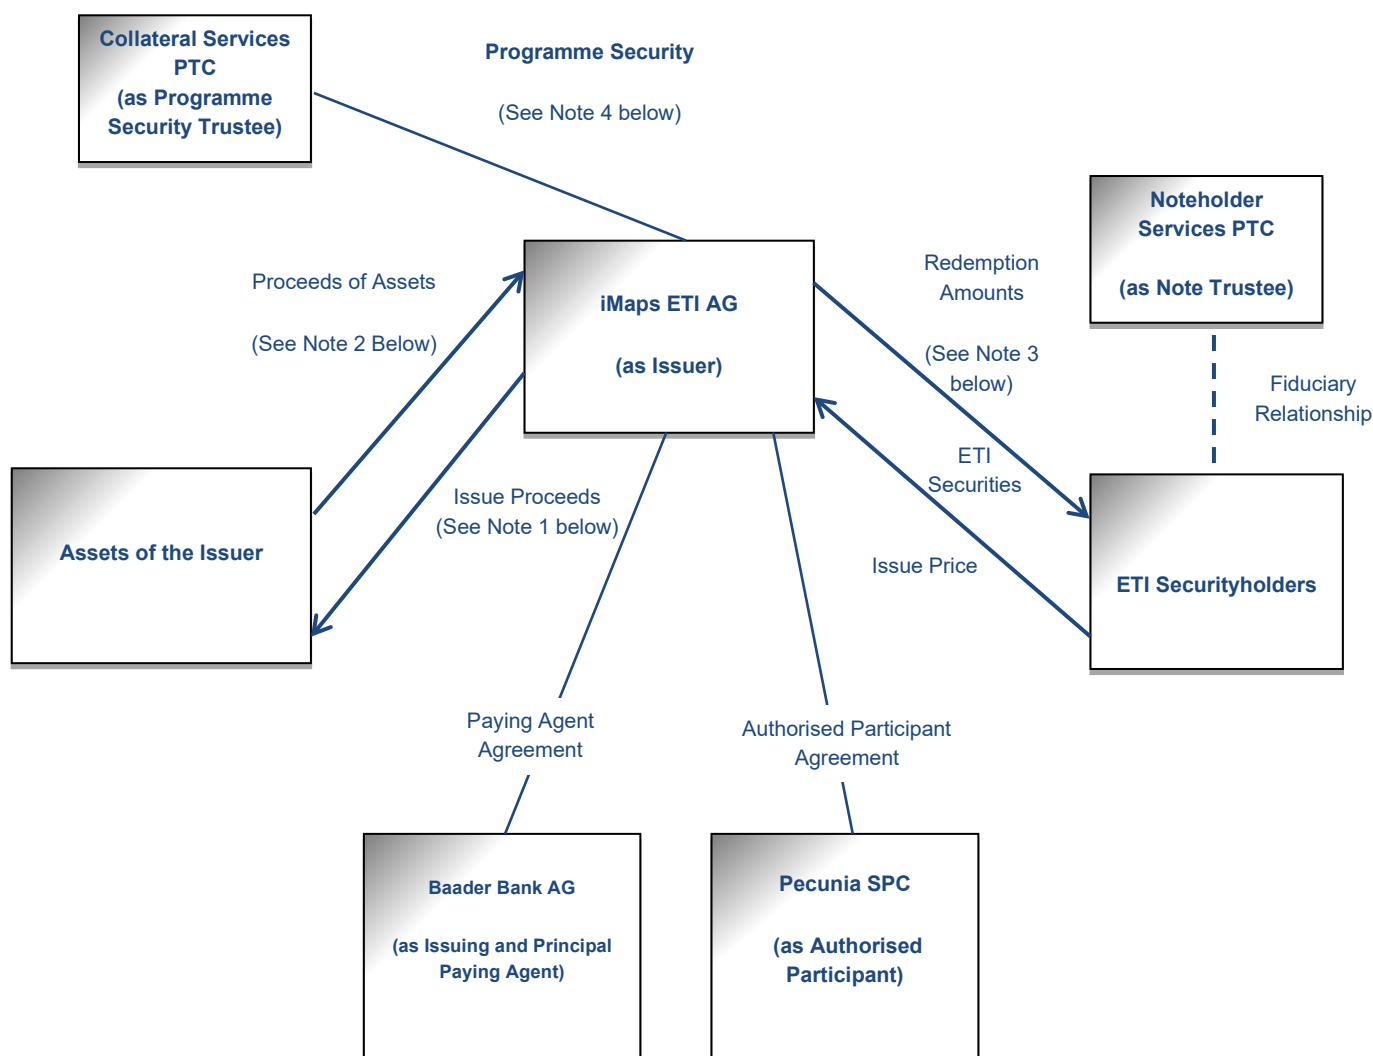 Collateral Services
PTC
(as Programme
Security Trustee)
Programme Security
(See Note 4 below)
Noteholder
Services PTC
(as Note Trustee)
Proceeds of Assets
(See Note 2 Below)
iMaps ETI AG
(as Issuer)
Redemption
Amounts
(See Note 3
below)
Fiduciary
Relationship
Assets of the Issuer
Issue Proceeds
(See Note 1 below)
ETI
Securities
Issue Price
ETI Securityholders
Paying Agent
Agreement
Authorised Participant
Agreement
Baader Bank AG
(as Issuing and Principal
Paying Agent)
Pecunia SPC
(as Authorised
Participant)